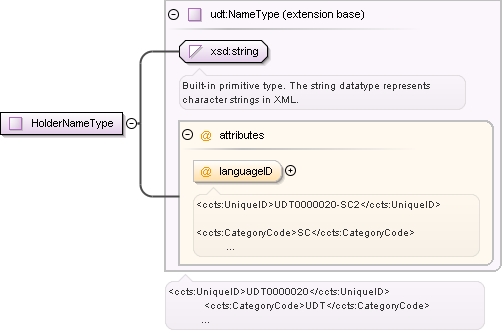 udt:NameType (extension base)
xsd:string
Built-in primitive type. The string datatype represents
character strings in XML.
HolderNameType
@ attributes
@ languageID
<ccts:UniqueID>UDT0000020-SC2</ccts:UniqueID>
<ccts:CategoryCode>SC</ccts:CategoryCode>
...
<ccts:UniqueID>UDT0000020</ccts:UniqueID>
<ccts:CategoryCode>UDT</ccts:CategoryCode>
...